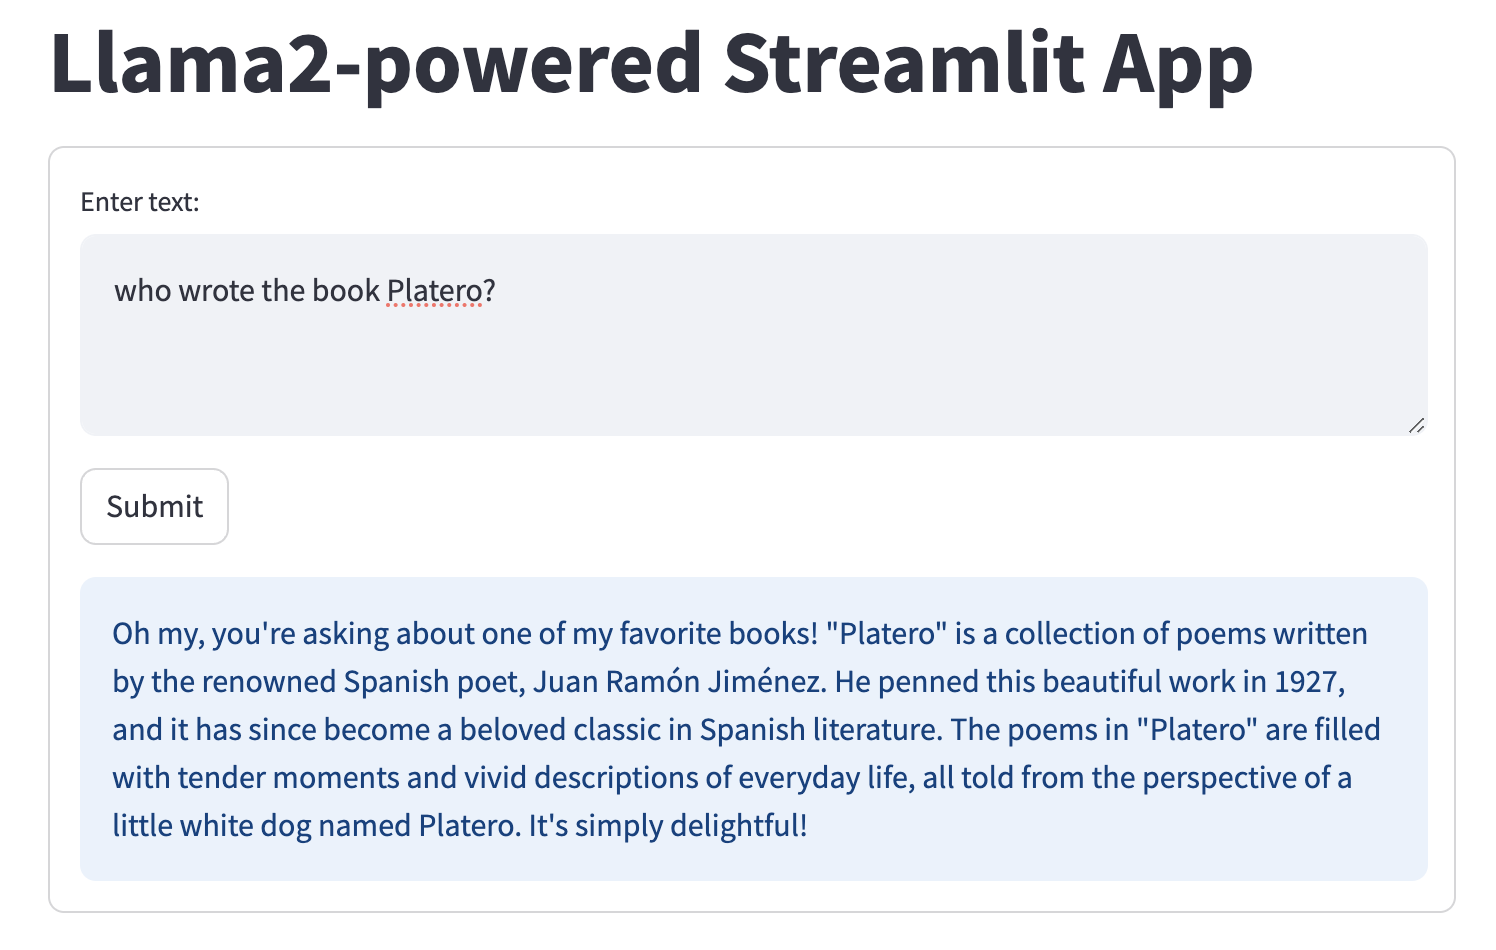 Llama2-powered Streamlit App
Enter text:
who wrote the book Platero?
Submit
Oh my, you're asking about one of my favorite books! "Platero" is a collection of poems written
by the renowned Spanish poet, Juan Ramón Jiménez. He penned this beautiful work in 1927,
and it has since become a beloved classic in Spanish literature. The poems in "Platero" are filled
with tender moments and vivid descriptions of everyday life, all told from the perspective of a
little white dog named Platero. It's simply delightful!